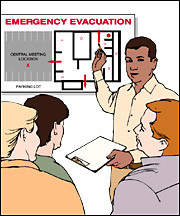 EMERGENCY EVACUATION
CENTRAL MEETING
LOCATION
X
PARKING LOT